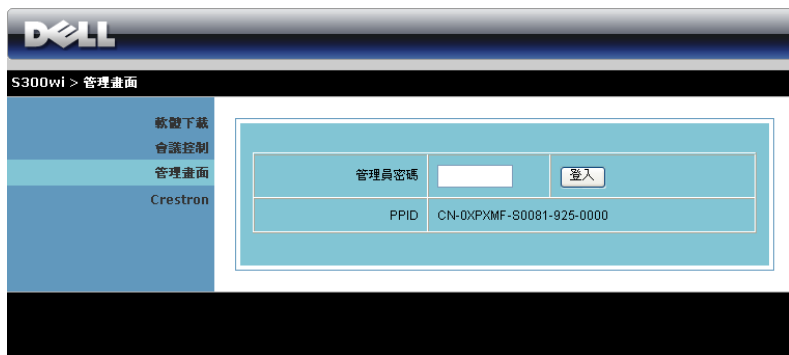 DELL
S300wi > 管理畫面
軟體下載
會議控制
管理畫面
Crestron
管理員密碼 登入
PPID CN-0XPXMF-S0081-925-0000